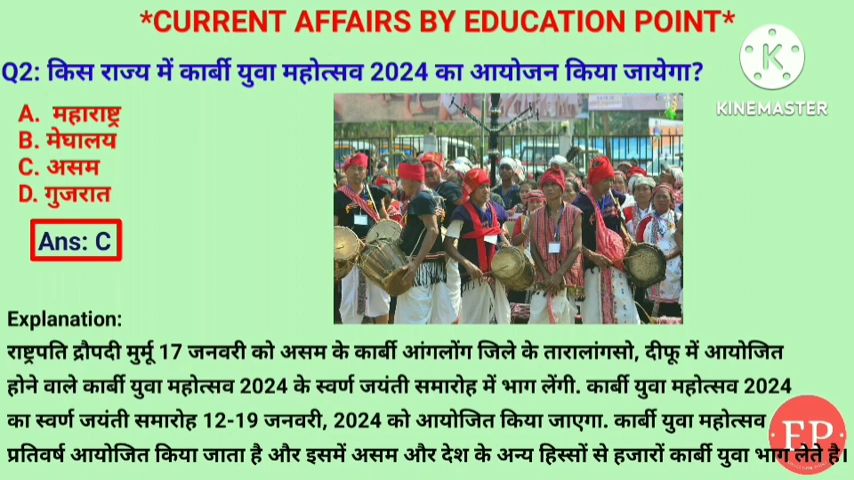 *CURRENT AFFAIRS BY EDUCATION POINT*
Q2: किस राज्य में कार्बी युवा महोत्सव 2024 का आयोजन किया जायेगा?
KINEMASTER
A. महाराष्ट्र
B. मेघालय
C. असम
D. गुजरात
Ans: C
Explanation:
राष्ट्रपति द्रौपदी मुर्मू 17 जनवरी को असम के कार्बी आंगलोंग जिले के तारालांगसो, दीफू में आयोजित
होने वाले कार्बी युवा महोत्सव 2024 के स्वर्ण जयंती समारोह में भाग लेंगी. कार्बी युवा महोत्सव 2024
का स्वर्ण जयंती समारोह 12-19 जनवरी, 2024 को आयोजित किया जाएगा. कार्बी युवा महोत्सव
प्रतिवर्ष आयोजित किया जाता है और इसमें असम और देश के अन्य हिस्सों से हजारों कार्बी युवा भाग लेते है।
EP